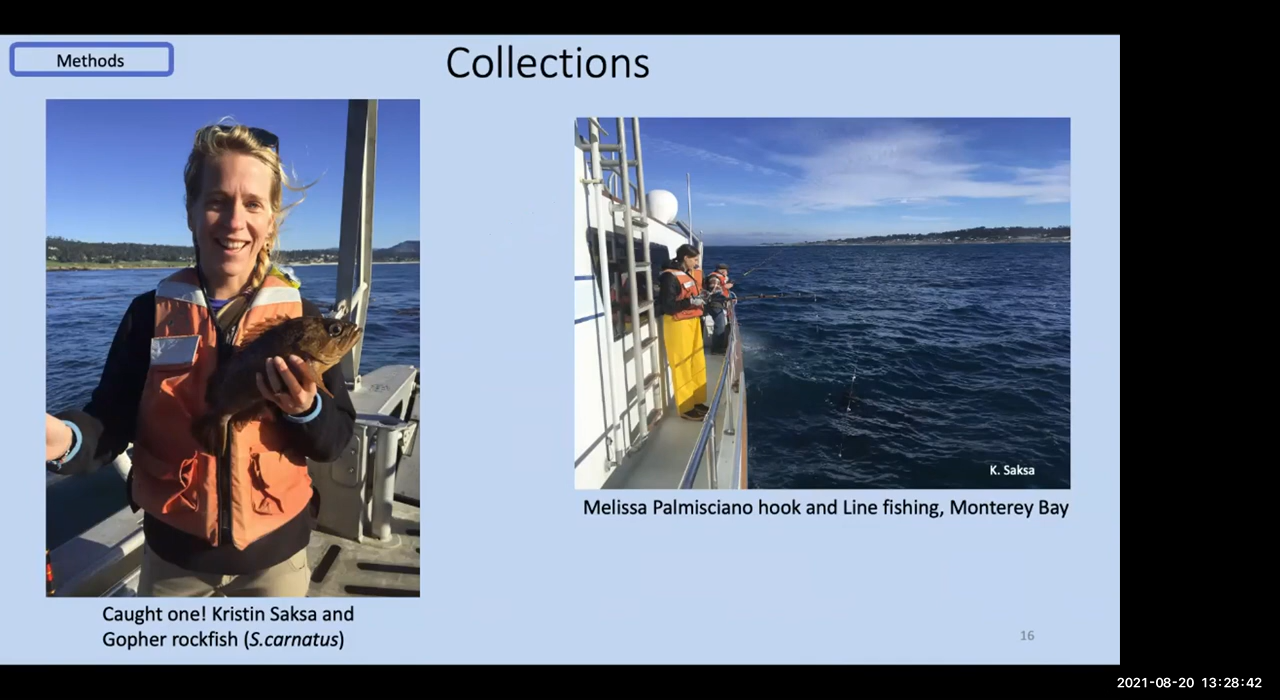 Methods
Collections
K. Saksa
Melissa Palmisciano hook and Line fishing, Monterey Bay
Caught one! Kristin Saksa and
Gopher rockfish (S.carnatus)
16
2021-08-20 13:28:42